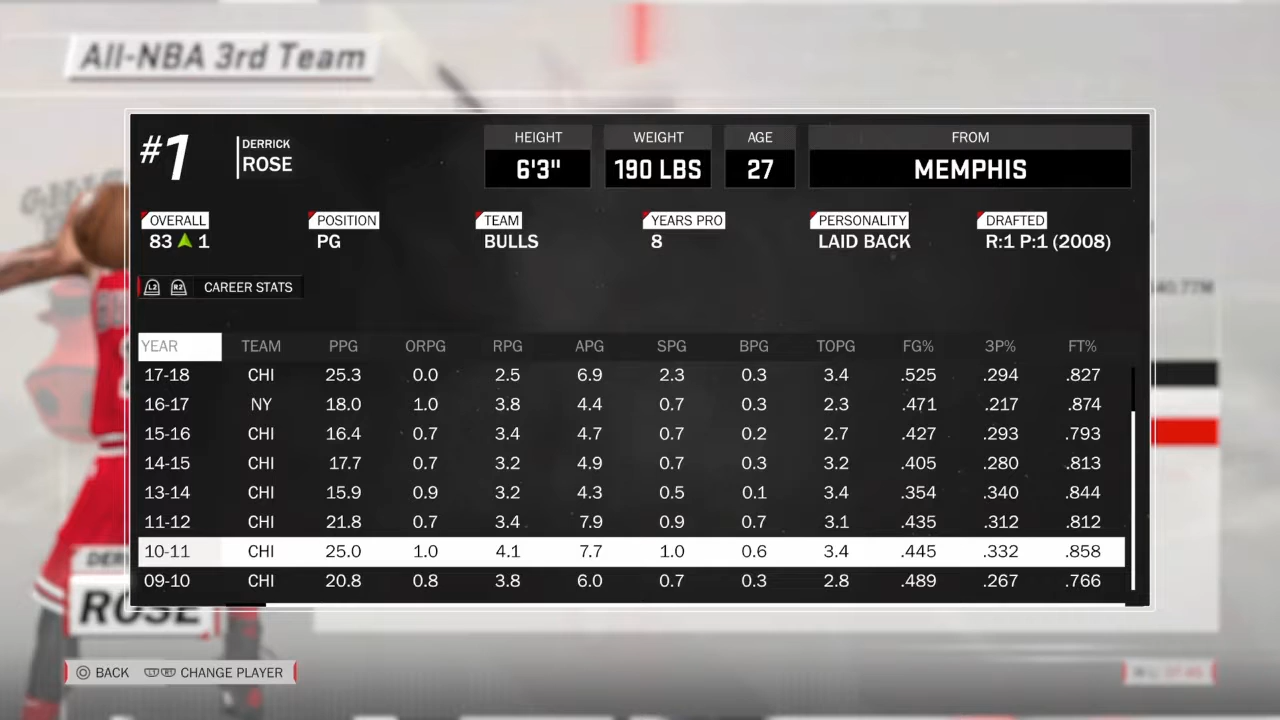 All-NBA 3rd Team
#1 DERRICK ROSE
HEIGHT WEIGHT AGE FROM
6'3" 190 LBS 27 MEMPHIS
OVERALL POSITION TEAM YEARS PRO PERSONALITY DRAFTED
83 1 PG BULLS 8 LAID BACK R:1 P:1 (2008)
L2 R2 CAREER STATS
YEAR TEAM PPG ORPG RPG APG SPG BPG TOPG FG% 3P% FT%
17-18 CHI 25.3 0.0 2.5 6.9 2.3 0.3 3.4 .525 .294 .827
16-17 NY 18.0 1.0 3.8 4.4 0.7 0.3 2.3 .471 .217 .874
15-16 CHI 16.4 0.7 3.4 4.7 0.7 0.2 2.7 .427 .293 .793
14-15 CHI 17.7 0.7 3.2 4.9 0.7 0.3 3.2 .405 .280 .813
13-14 CHI 15.9 0.9 3.2 4.3 0.5 0.1 3.4 .354 .340 .844
11-12 CHI 21.8 0.7 3.4 7.9 0.9 0.7 3.1 .435 .312 .812
10-11 CHI 25.0 1.0 4.1 7.7 1.0 0.6 3.4 .445 .332 .858
09-10 CHI 20.8 0.8 3.8 6.0 0.7 0.3 2.8 .489 .267 .766
ROSE
BACK L1 R1 CHANGE PLAYER